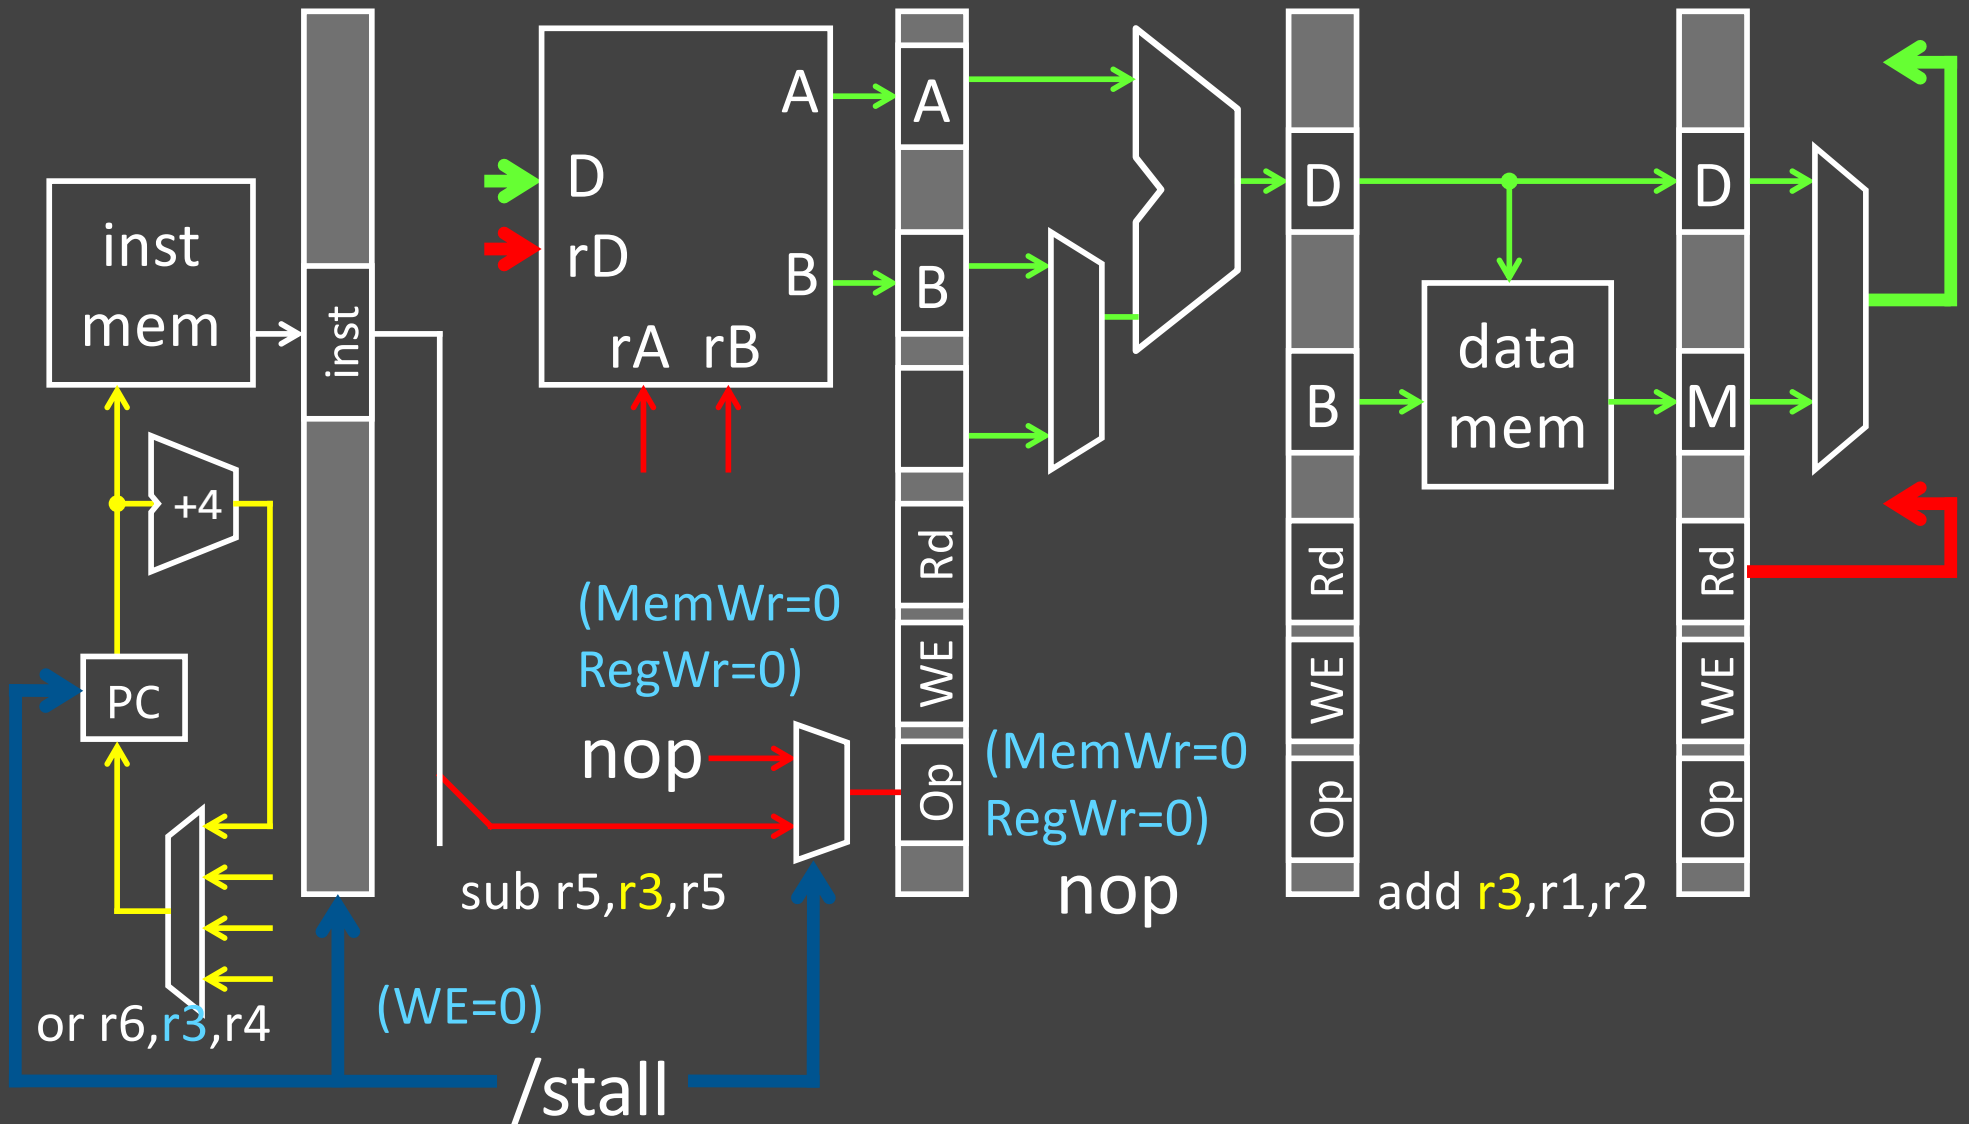 inst
mem
+4
PC
or r6,r3,r4
inst
D
rD
A
B
rA rB
(MemWr=0
RegWr=0)
nop
sub r5,r3,r5
(WE=0)
/stall
A
B
Rd
WE
Op
(MemWr=0
RegWr=0)
nop
D
B
Rd
WE
Op
data
mem
add r3,r1,r2
D
M
Rd
WE
Op